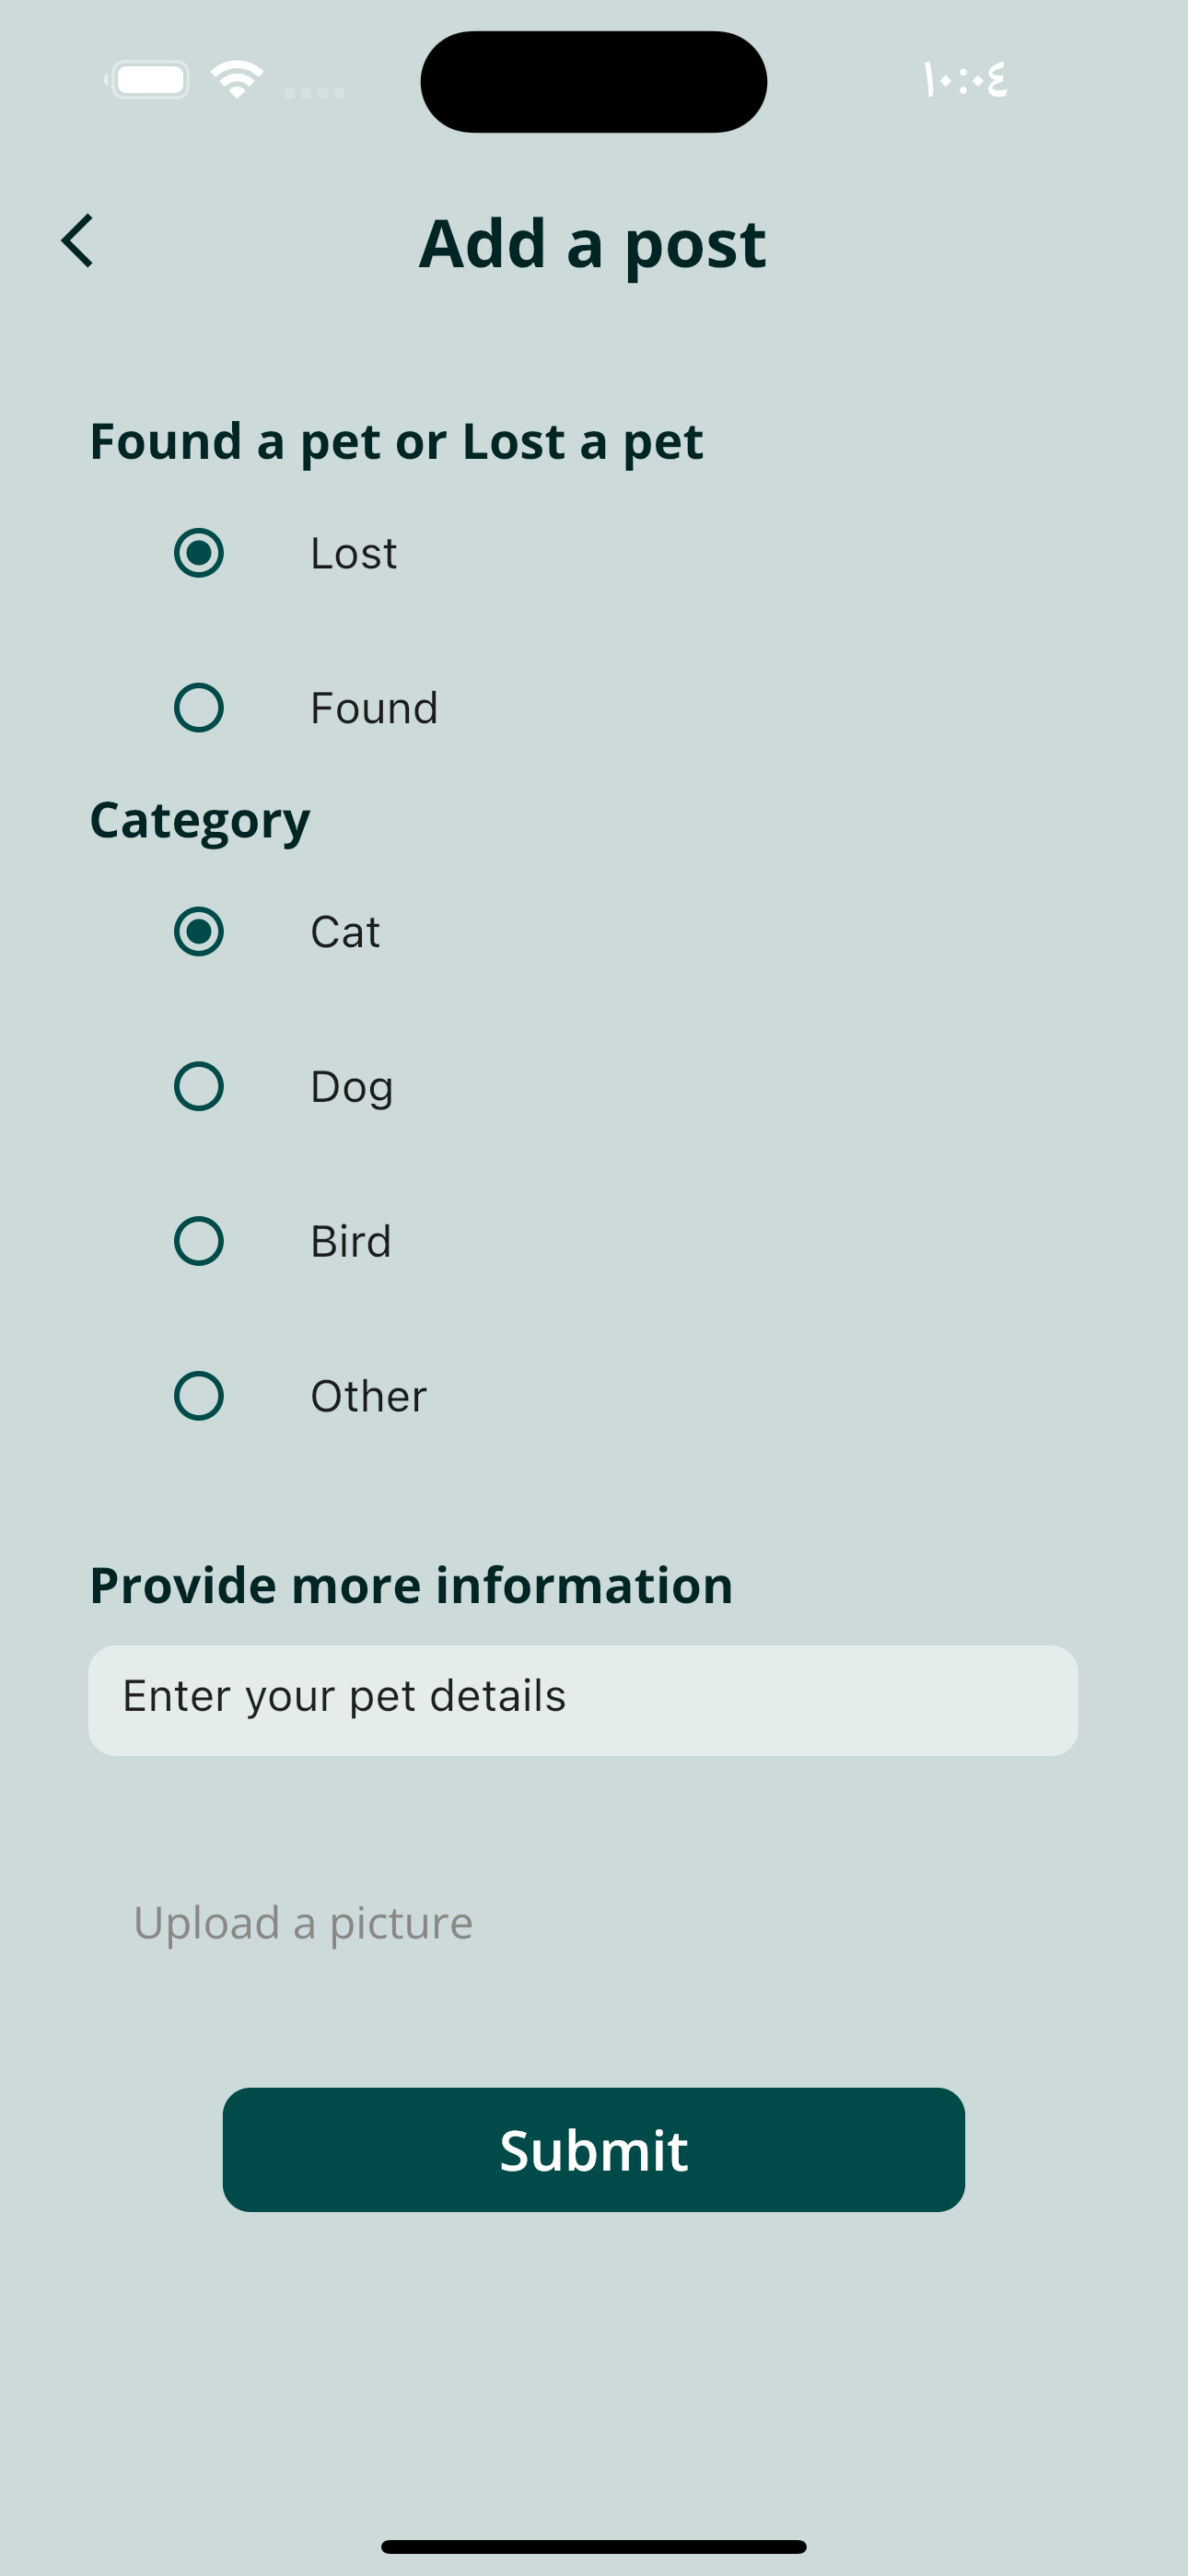 ١٠:٠٤
Add a post
Found a pet or Lost a pet
Lost
Found
Category
Cat
Dog
Bird
Other
Provide more information
Enter your pet details
Upload a picture
Submit